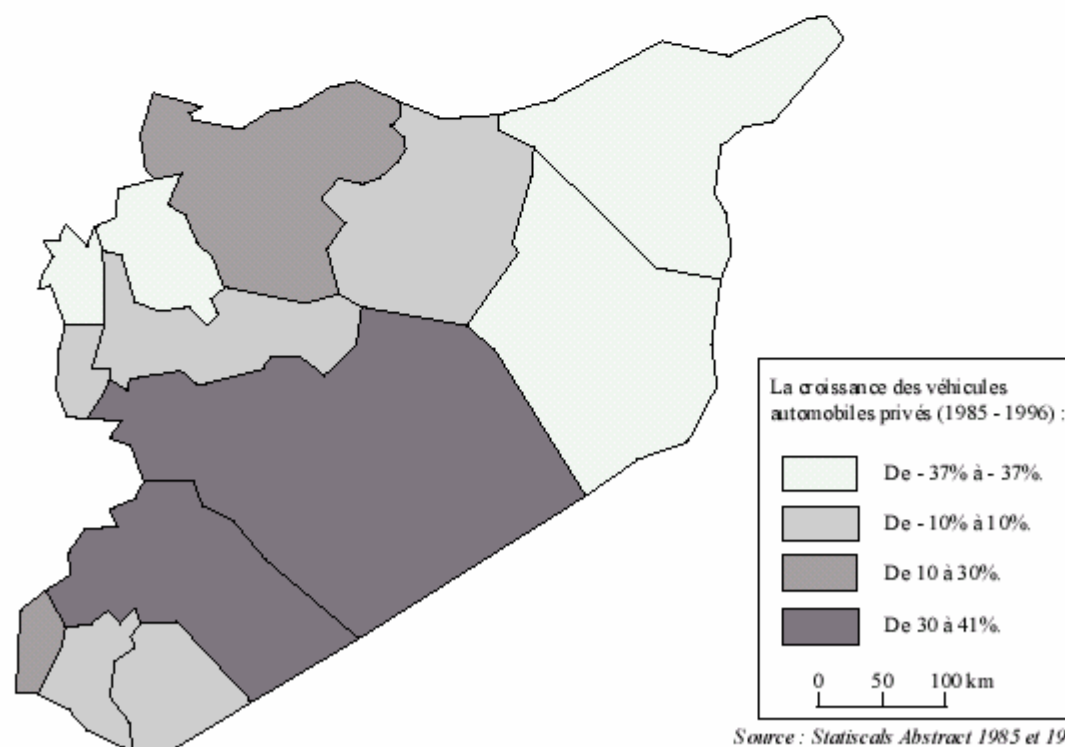 La croissance des véhicules
automobiles privés (1985 - 1996) :
De - 37% à - 37%.
De - 10% à 10%.
De 10 à 30%.
De 30 à 41%.
0 50 100 km
Source : Statiscals Abstract 1985 et 19